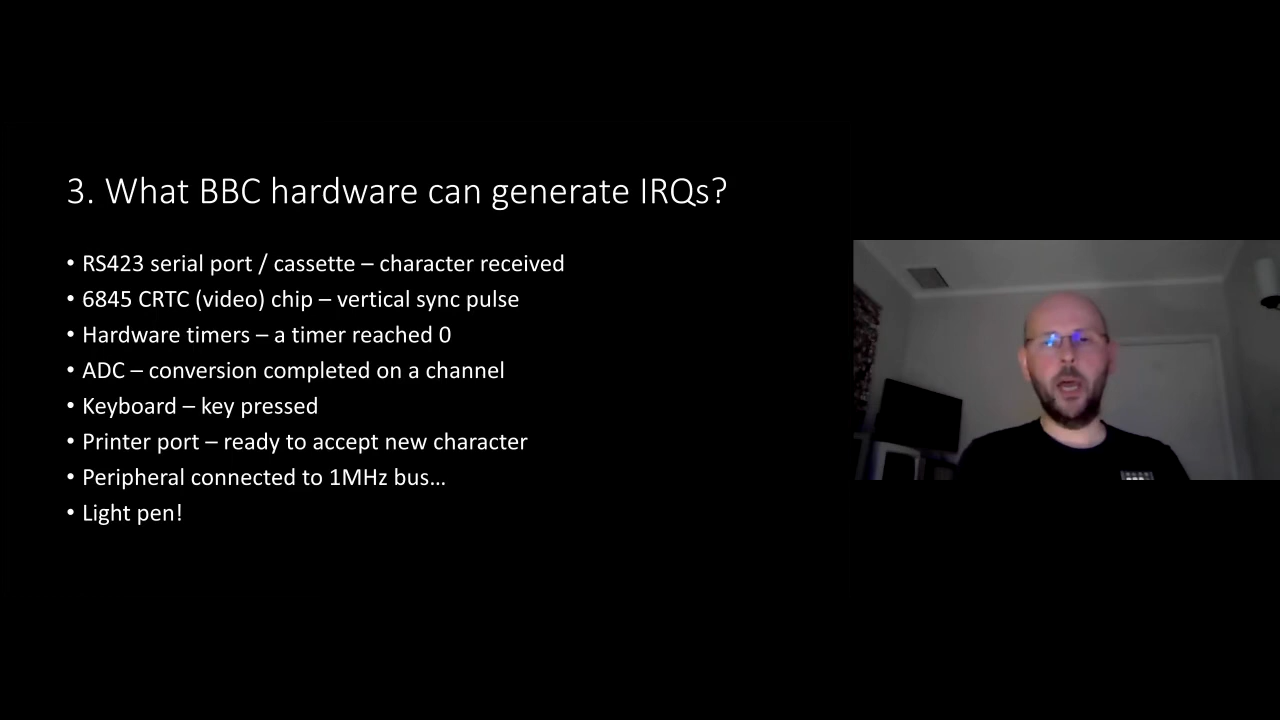 3. What BBC hardware can generate IRQs?
• RS423 serial port / cassette – character received
• 6845 CRTC (video) chip – vertical sync pulse
• Hardware timers – a timer reached 0
• ADC – conversion completed on a channel
• Keyboard – key pressed
• Printer port – ready to accept new character
• Peripheral connected to 1MHz bus…
• Light pen!